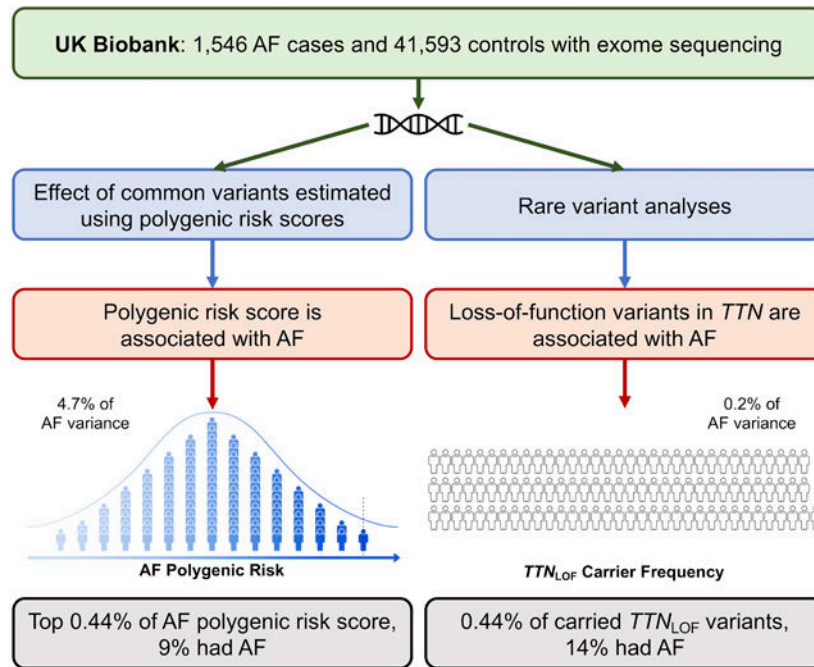 UK Biobank: 1,546 AF cases and 41,593 controls with exome sequencing
Effect of common variants estimated
using polygenic risk scores
Rare variant analyses
Polygenic risk score is
associated with AF
Loss-of-function variants in TTN are
associated with AF
4.7% of
AF variance
0.2% of
AF variance
AF Polygenic Risk
TTNLOF Carrier Frequency
Top 0.44% of AF polygenic risk score,
9% had AF
0.44% of carried TTNLOF variants,
14% had AF